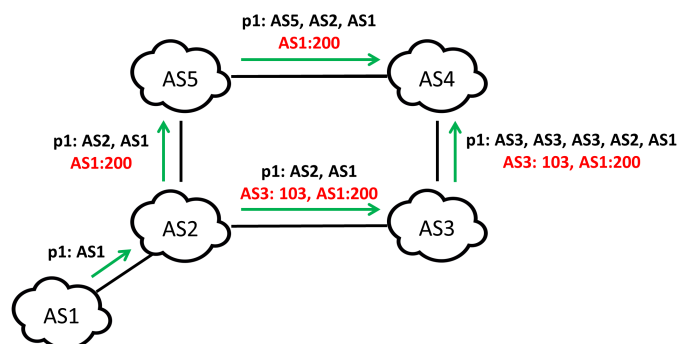 p1: AS5, AS2, AS1
AS1:200
AS5
AS4
p1: AS2, AS1
AS1:200
p1: AS3, AS3, AS3, AS2, AS1
AS3: 103, AS1:200
p1: AS2, AS1
AS3: 103, AS1:200
AS2
AS3
p1: AS1
AS1